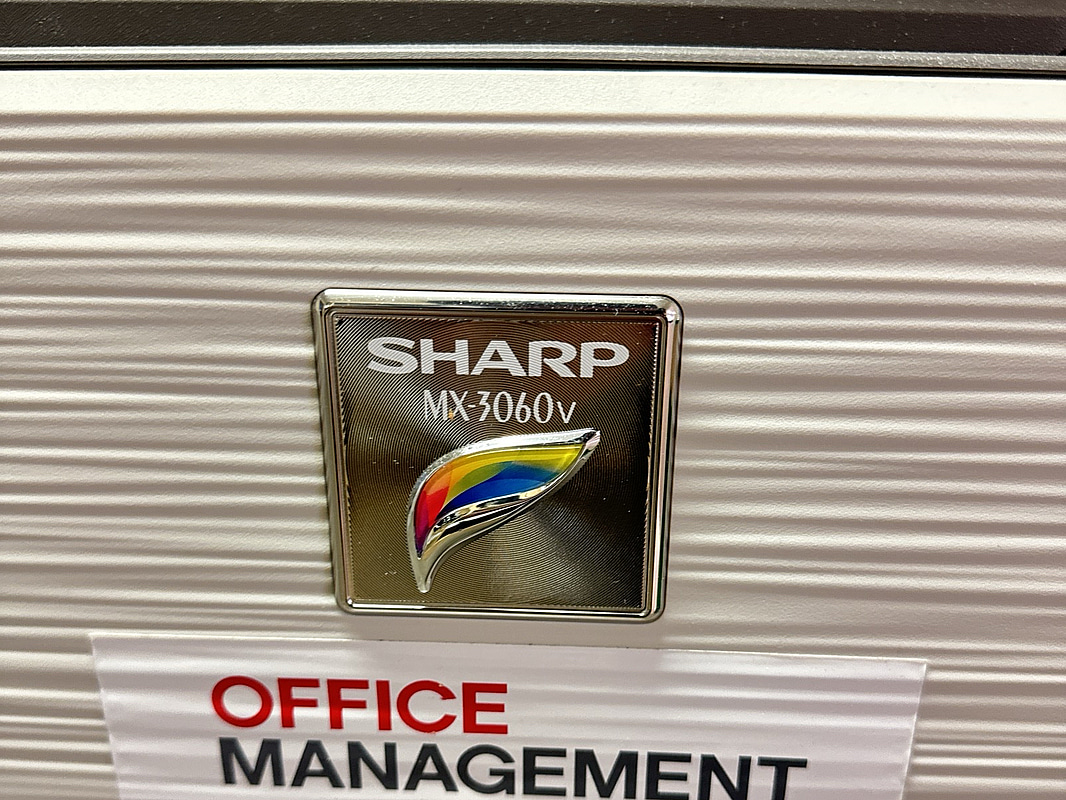 SHARP
MX-3060V
OFFICE
MANAGEMENT